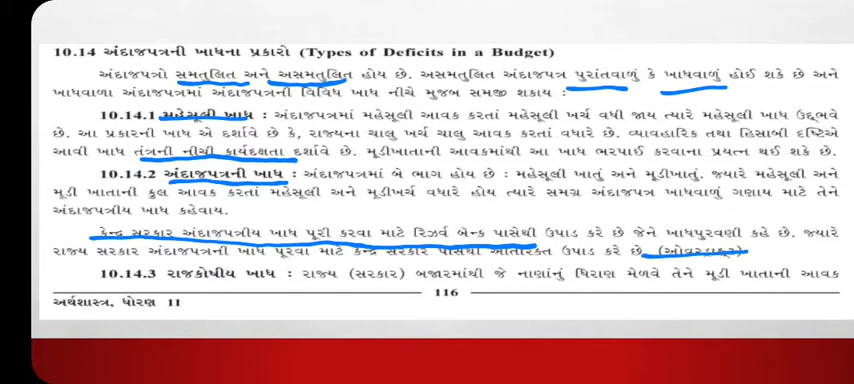 10.14 અંદાજપત્રની ખાધના પ્રકારો (Types of Deficits in a Budget)
અંદાજપત્રો સમતુલિત અને અસમતુલિત હોય છે. અસમતુલિત અંદાજપત્ર પુરાંતવાળું કે ખાધવાળું હોઈ શકે છે અને
ખાધવાળા અંદાજપત્રમાં અંદાજપત્રની વિવિધ ખાધ નીચે મુજબ સમજી શકાય :
10.14.1 મહેસૂલી ખાધ : અંદાજપત્રમાં મહેસૂલી આવક કરતાં મહેસૂલી ખર્ચ વધી જાય ત્યારે મહેસૂલી ખાધ ઉદ્ભવે
છે. આ પ્રકારની ખાધ એ દર્શાવે છે કે, રાજ્યના ચાલુ ખર્ચ ચાલુ આવક કરતાં વધારે છે. વ્યાવહારિક તથા હિસાબી દૃષ્ટિએ
આવી ખાધ તંત્રની નીચી કાર્યદક્ષતા દર્શાવે છે. મૂડીખાતાની આવકમાંથી આ ખાધ ભરપાઈ કરવાના પ્રયત્ન થઈ શકે છે.
10.14.2 અંદાજપત્રની ખાધ : અંદાજપત્રમાં બે ભાગ હોય છે : મહેસૂલી ખાતું અને મૂડીખાતું. જ્યારે મહેસૂલી અને
મૂડી ખાતાની કુલ આવક કરતાં મહેસૂલી અને મૂડીખર્ચ વધારે હોય ત્યારે સમગ્ર અંદાજપત્ર ખાધવાળું ગણાય માટે તેને
અંદાજપત્રીય ખાધ કહેવાય.
કેન્દ્ર સરકાર અંદાજપત્રીય ખાધ પૂરી કરવા માટે રિઝર્વ બેન્ક પાસેથી ઉપાડ કરે છે જેને ખાધપુરવણી કહે છે. જ્યારે
રાજ્ય સરકાર અંદાજપત્રની ખાધ પૂરવા માટે કેન્દ્ર સરકાર પાસેથી અતિરિક્ત ઉપાડ કરે છે. (ઓવરડ્રાફ્ટ)
10.14.3 રાજકોષીય ખાધ : રાજ્ય (સરકાર) બજારમાંથી જે નાણાંનું ધિરાણ મેળવે તેને મૂડી ખાતાની આવક
116
અર્થશાસ્ત્ર, ધોરણ 11